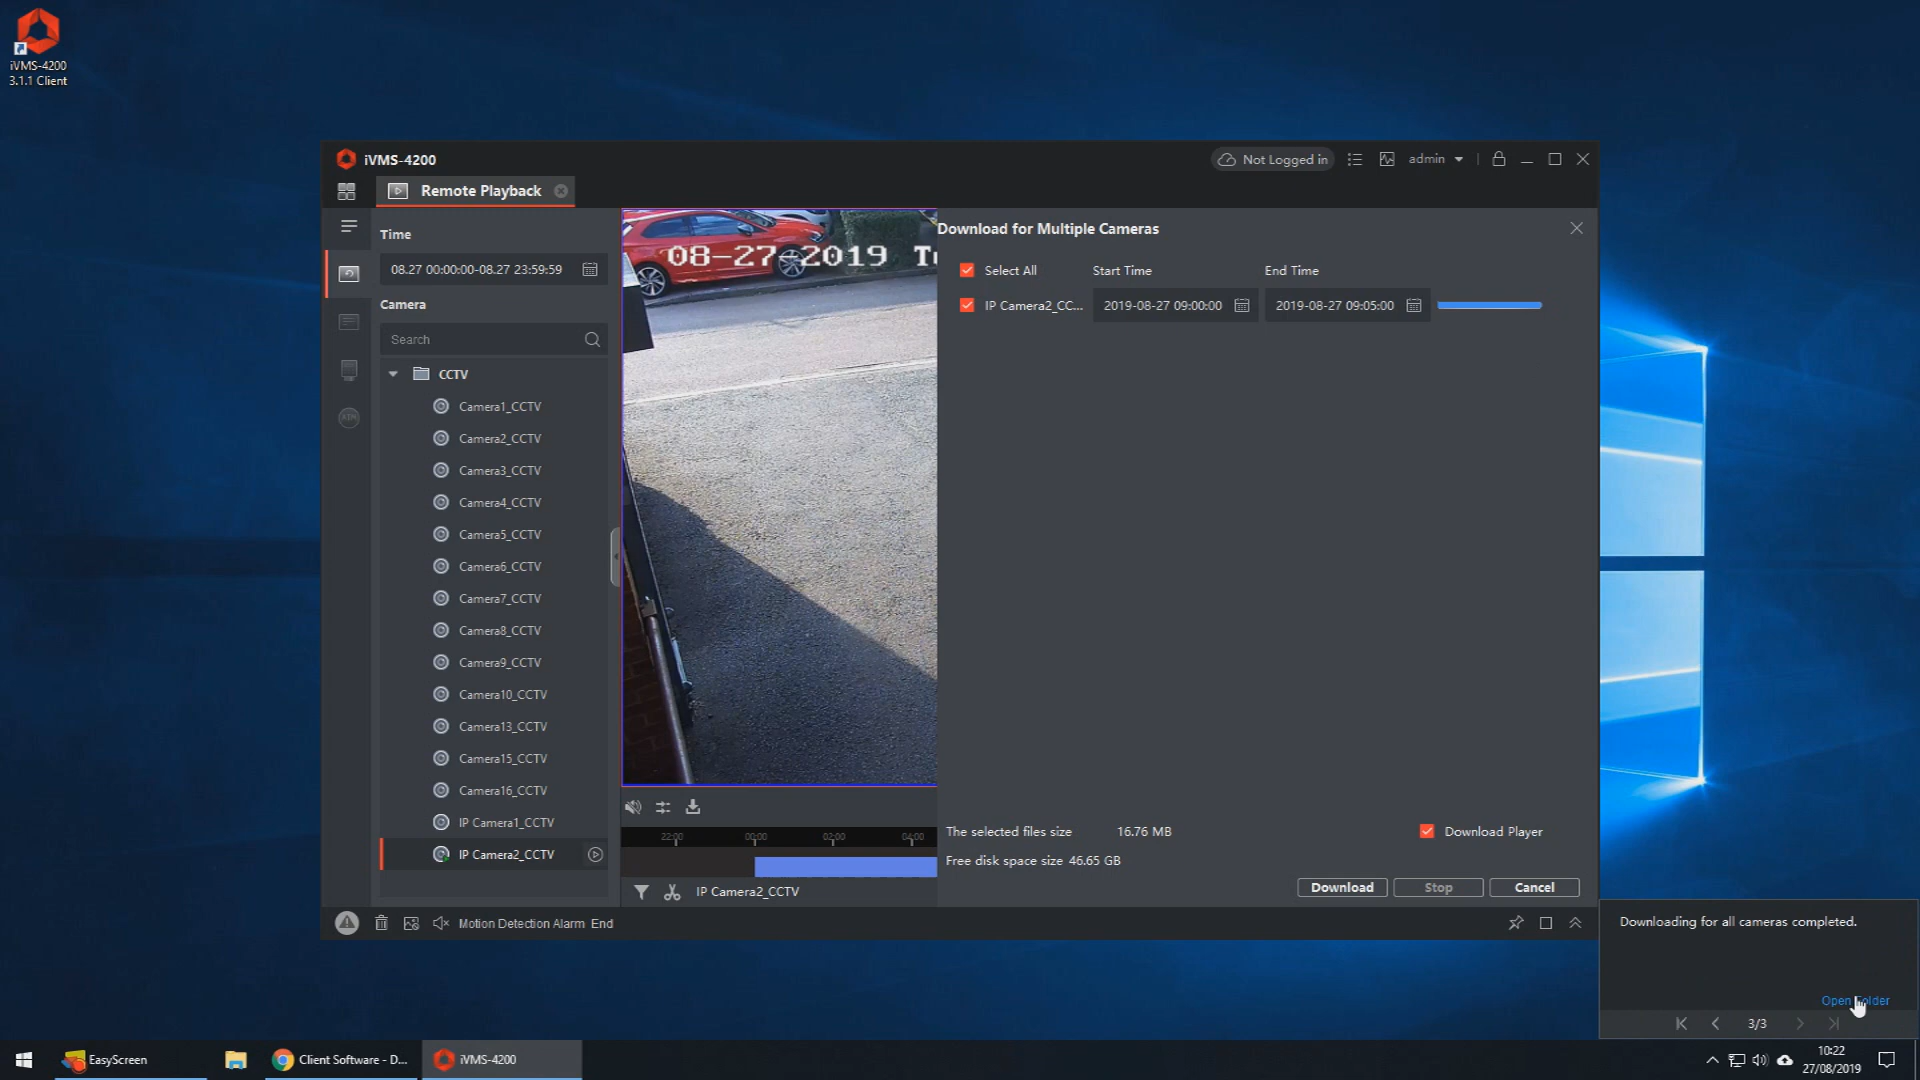 iVMS-4200
3.1.1 Client
iVMS-4200
Not Logged in
admin
Remote Playback
Time
08.27 00:00:00-08.27 23:59:59
Camera
Search
CCTV
Camera1_CCTV
Camera2_CCTV
Camera3_CCTV
Camera4_CCTV
Camera5_CCTV
Camera6_CCTV
Camera7_CCTV
Camera8_CCTV
Camera9_CCTV
Camera10_CCTV
Camera13_CCTV
Camera15_CCTV
Camera16_CCTV
IP Camera1_CCTV
IP Camera2_CCTV
08-27-2019 Tu
Download for Multiple Cameras
Select All Start Time End Time
IP Camera2_CC... 2019-08-27 09:00:00 2019-08-27 09:05:00
The selected files size 16.76 MB Download Player
Free disk space size 46.65 GB
Download Stop Cancel
22:00 00:00 02:00 04:00
IP Camera2_CCTV
Motion Detection Alarm End
Downloading for all cameras completed.
Open Folder
3/3
EasyScreen
Client Software - D...
iVMS-4200
10:22
27/08/2019